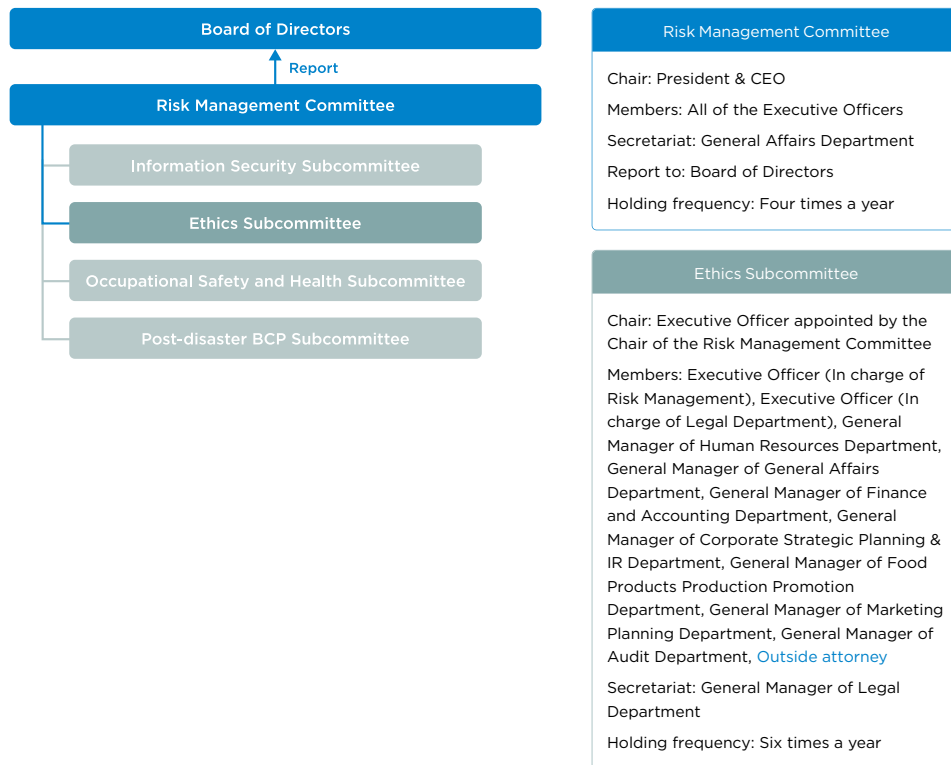 Board of Directors
Report
Risk Management Committee
Information Security Subcommittee
Ethics Subcommittee
Occupational Safety and Health Subcommittee
Post-disaster BCP Subcommittee
Risk Management Committee
Chair: President & CEO
Members: All of the Executive Officers
Secretariat: General Affairs Department
Report to: Board of Directors
Holding frequency: Four times a year
Ethics Subcommittee
Chair: Executive Officer appointed by the
Chair of the Risk Management Committee
Members: Executive Officer (In charge of
Risk Management), Executive Officer (In
charge of Legal Department), General
Manager of Human Resources Department,
General Manager of General Affairs
Department, General Manager of Finance
and Accounting Department, General
Manager of Corporate Strategic Planning &
IR Department, General Manager of Food
Products Production Promotion
Department, General Manager of Marketing
Planning Department, General Manager of
Audit Department, Outside attorney
Secretariat: General Manager of Legal
Department
Holding frequency: Six times a year